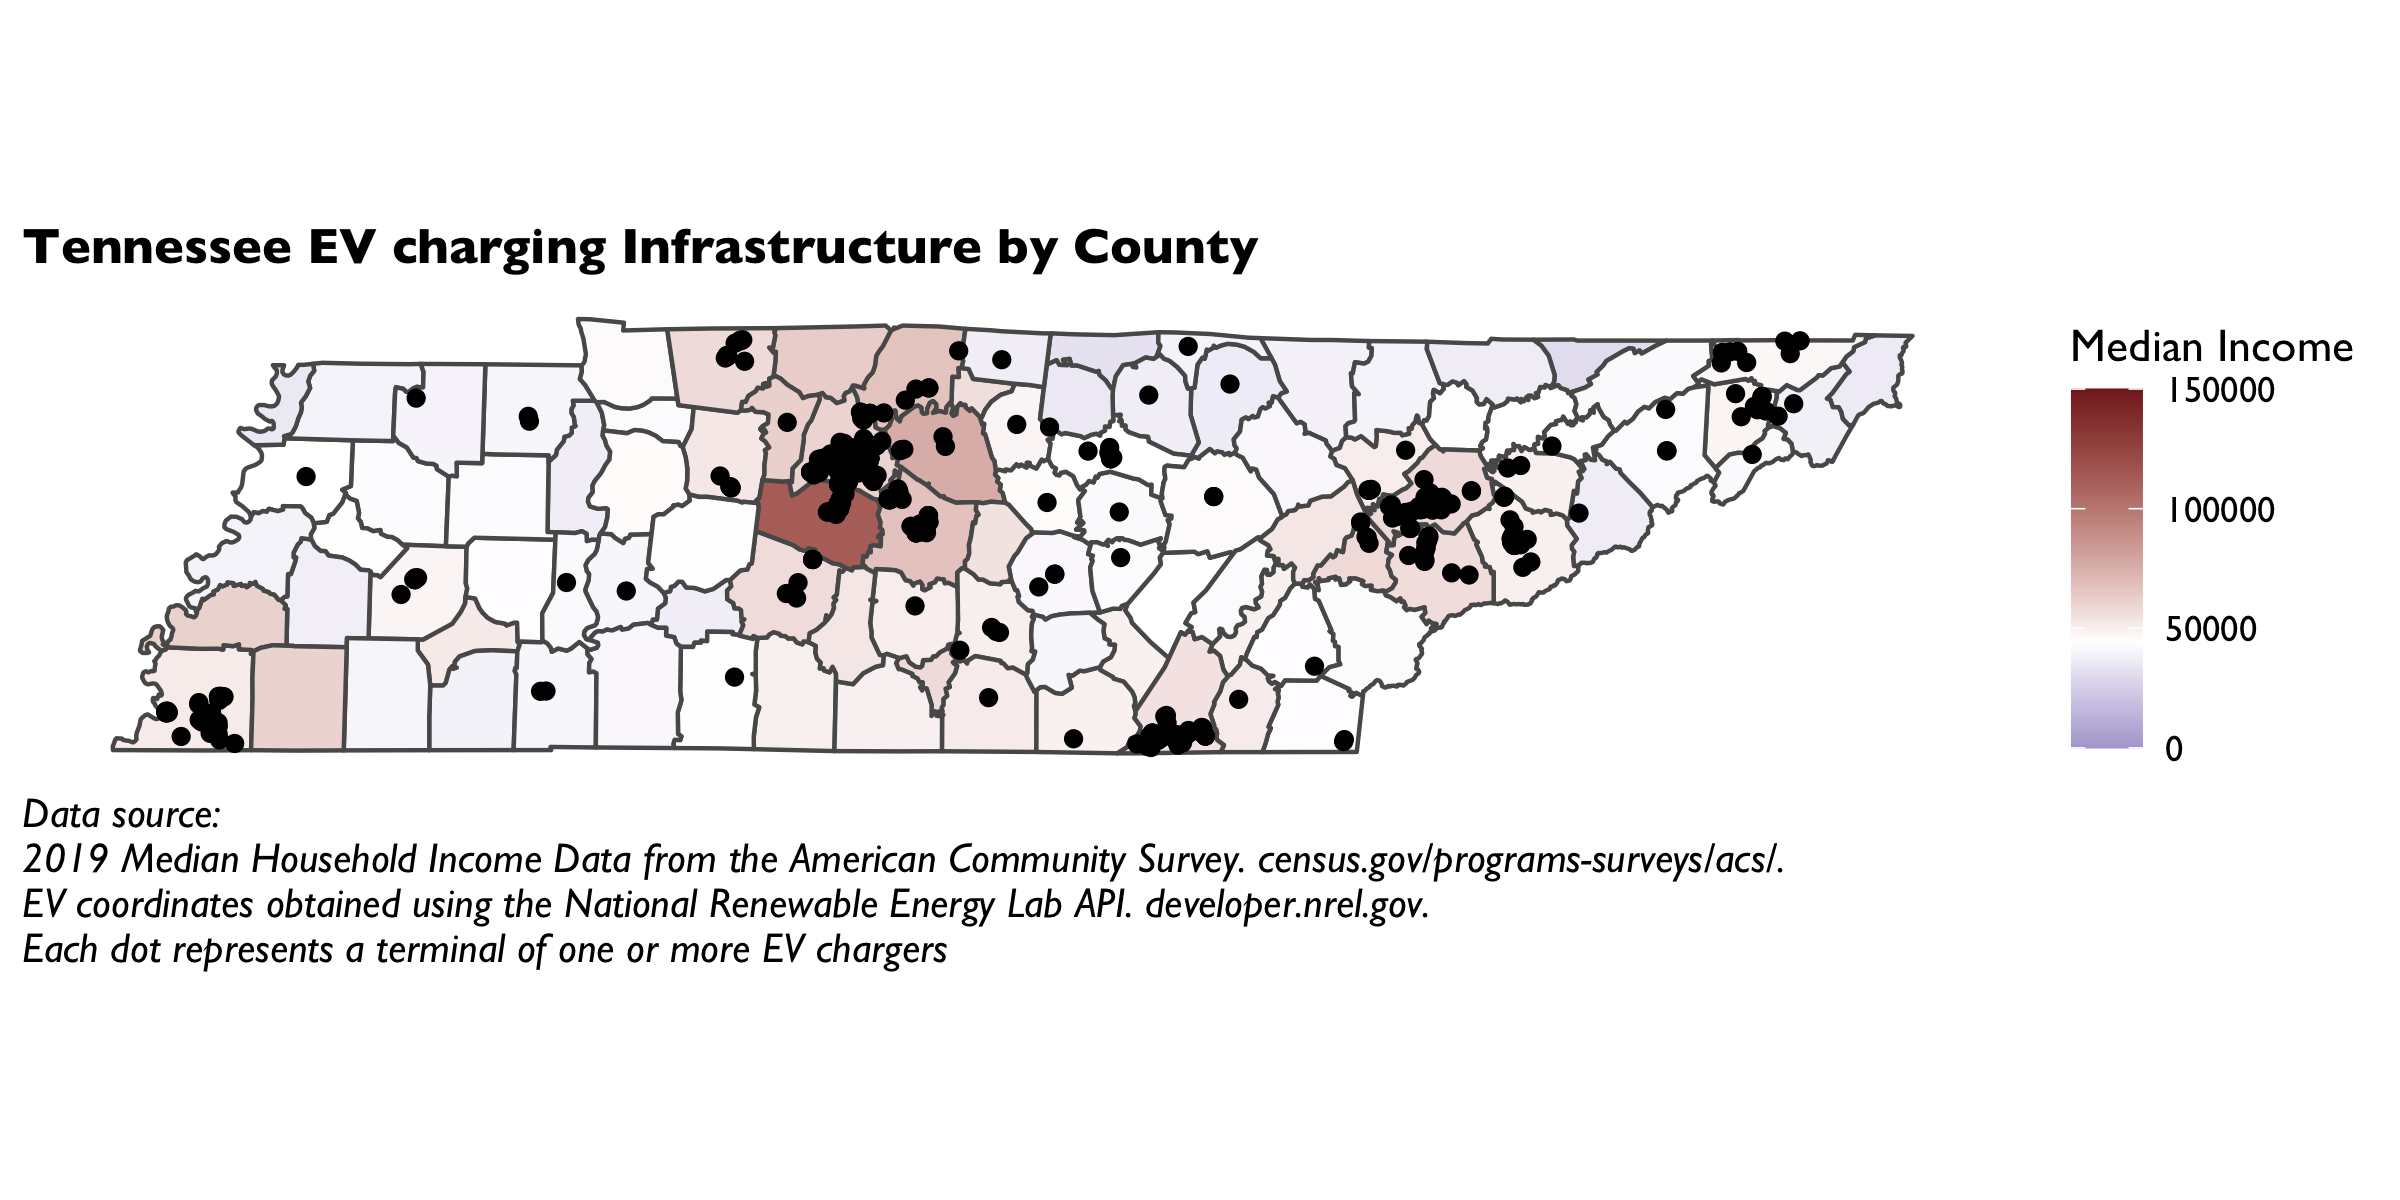 Tennessee EV charging Infrastructure by County
Median Income
150000
100000
50000
0
Data source:
2019 Median Household Income Data from the American Community Survey. census.gov/programs-surveys/acs/.
EV coordinates obtained using the National Renewable Energy Lab API. developer.nrel.gov.
Each dot represents a terminal of one or more EV chargers